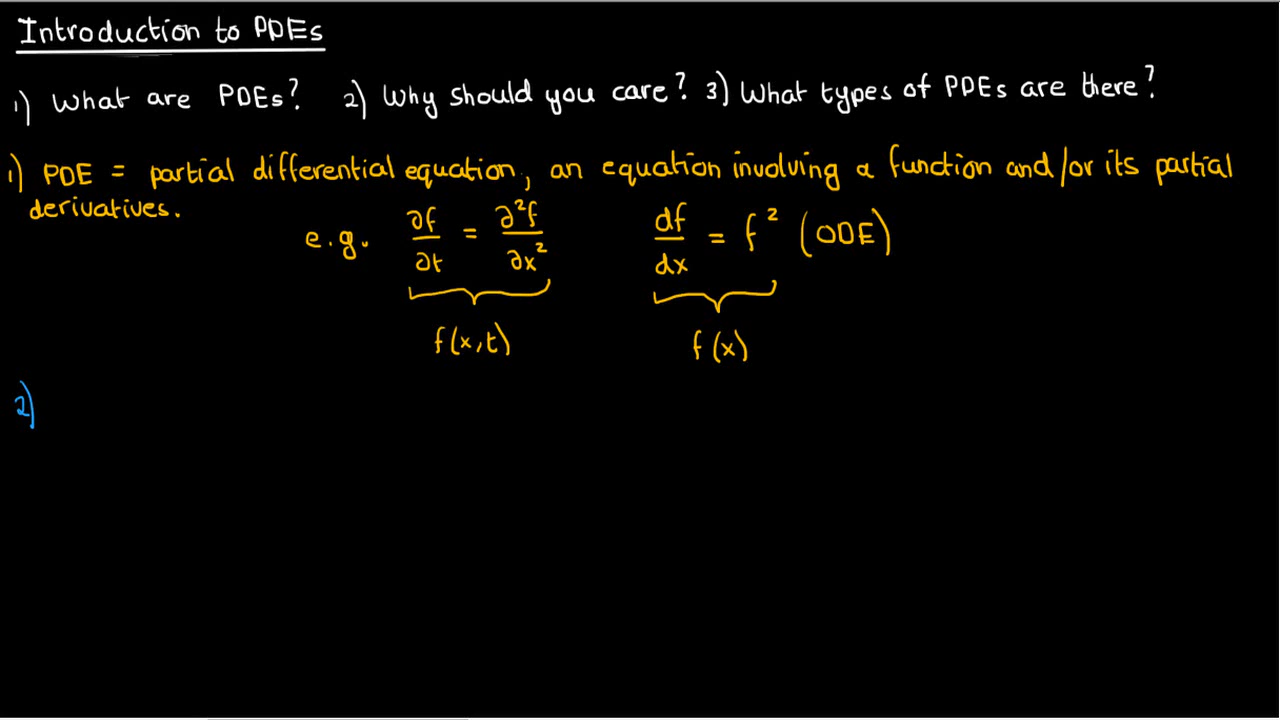 Introduction to PDEs
1) What are PDEs? 2) Why should you care? 3) What types of PDEs are there?
1) PDE = partial differential equation, an equation involving a function and/or its partial
derivatives.
e.g. ∂f/∂t = ∂²f/∂x² df/dx = f² (ODE)
f(x,t) f(x)
2)